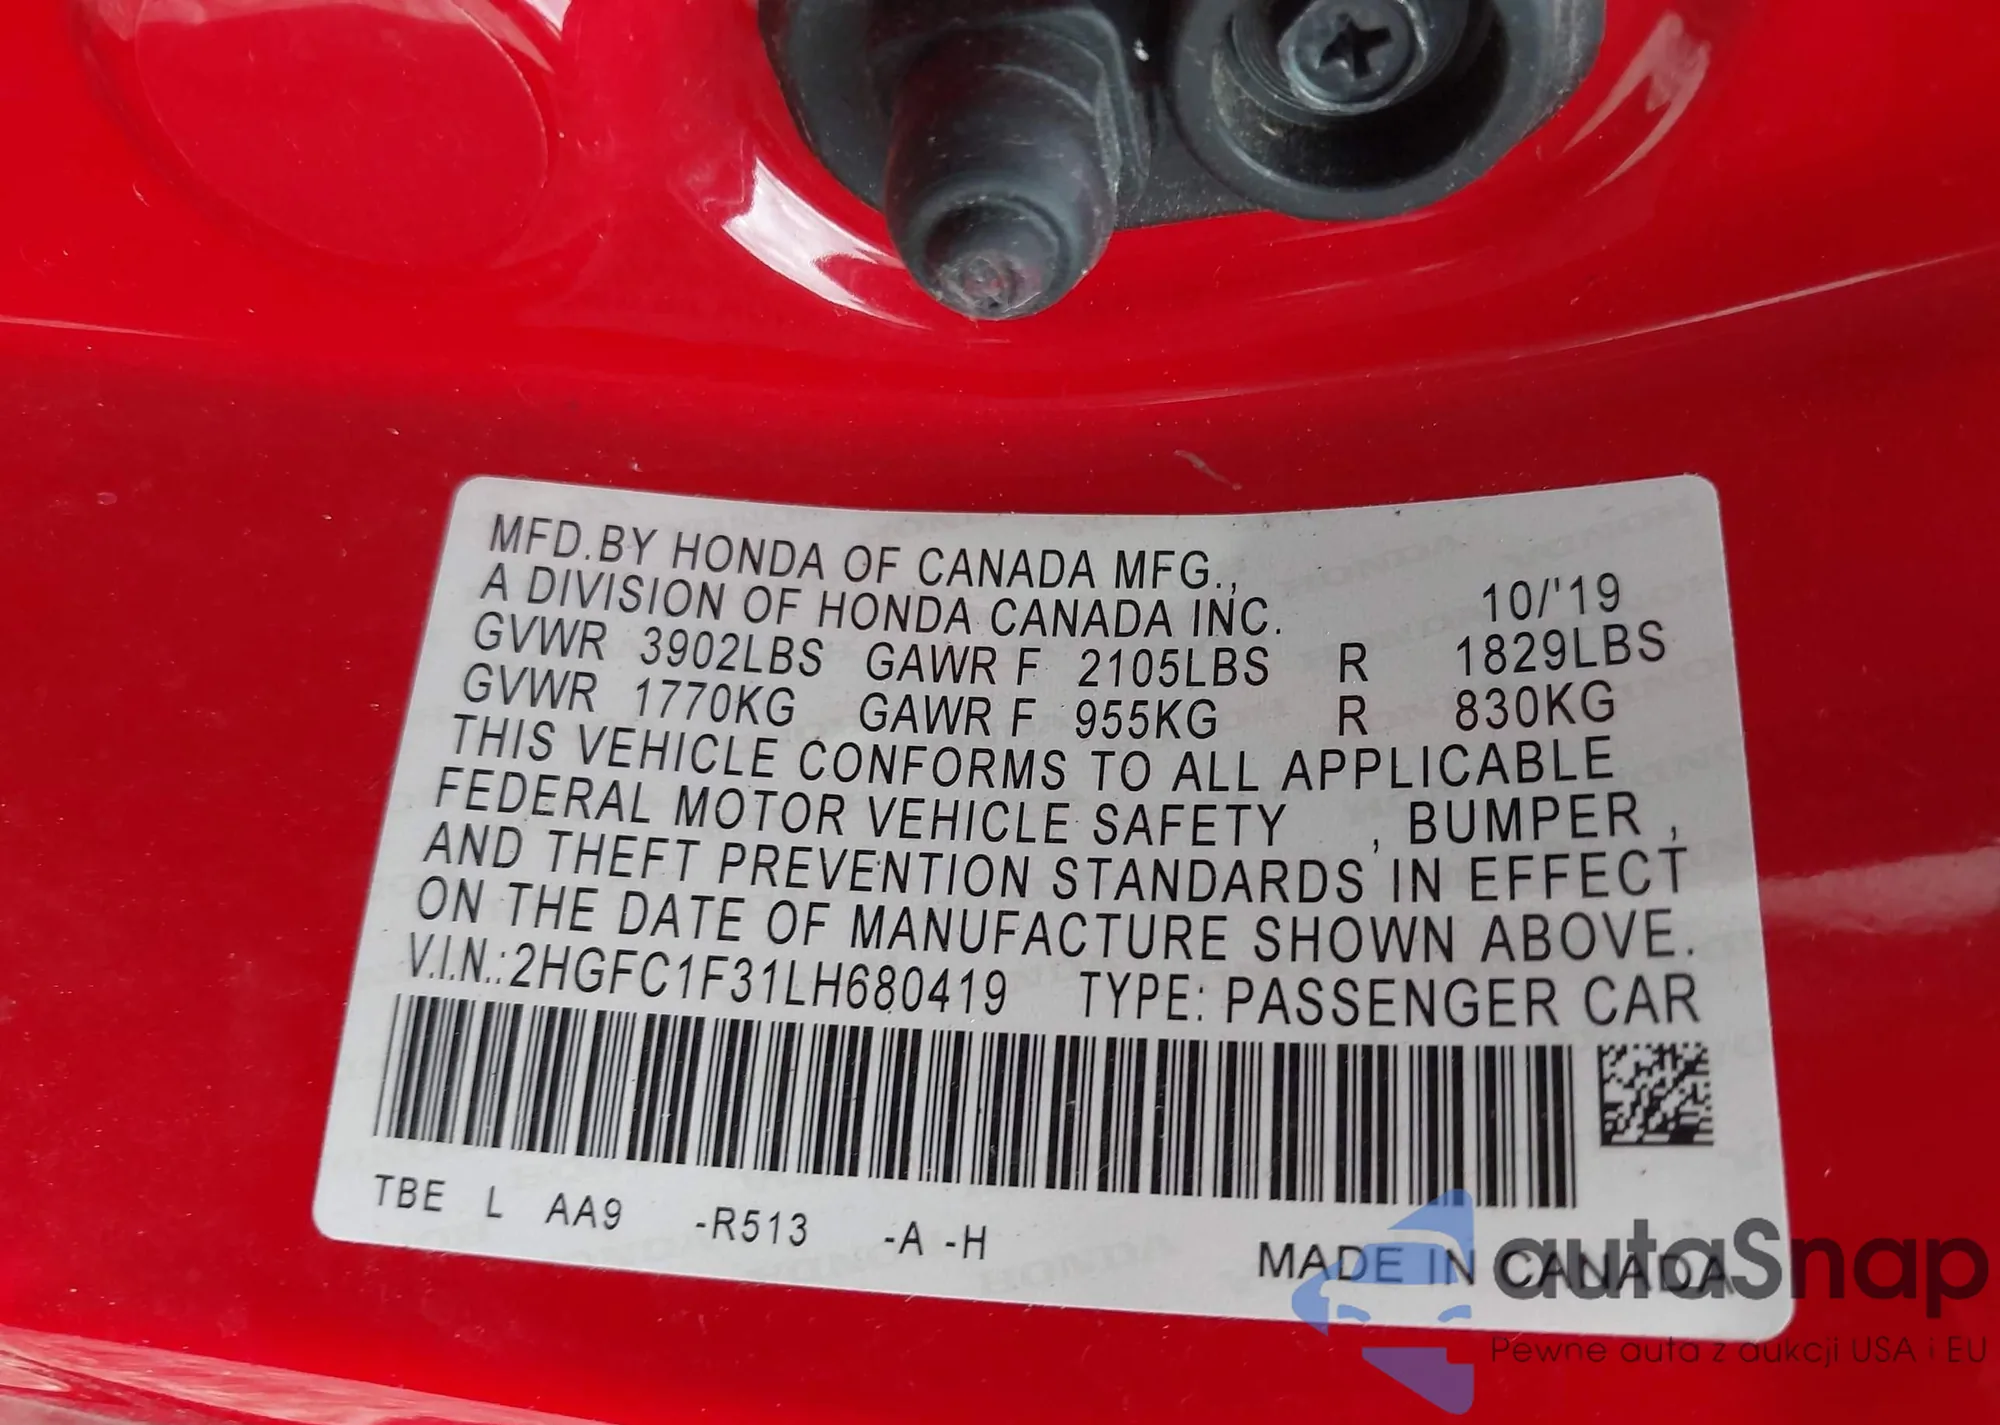 MFD.BY HONDA OF CANADA MFG.,
A DIVISION OF HONDA CANADA INC. 10/'19
GVWR 3902LBS GAWR F 2105LBS R 1829LBS
GVWR 1770KG GAWR F 955KG R 830KG
THIS VEHICLE CONFORMS TO ALL APPLICABLE
FEDERAL MOTOR VEHICLE SAFETY , BUMPER ,
AND THEFT PREVENTION STANDARDS IN EFFECT
ON THE DATE OF MANUFACTURE SHOWN ABOVE.
V.I.N.:2HGFC1F31LH680419 TYPE: PASSENGER CAR
TBE L AA9 -R513 -A -H
MADE IN CANADA
autoSnap
Pewne auta z aukcji USA i EU